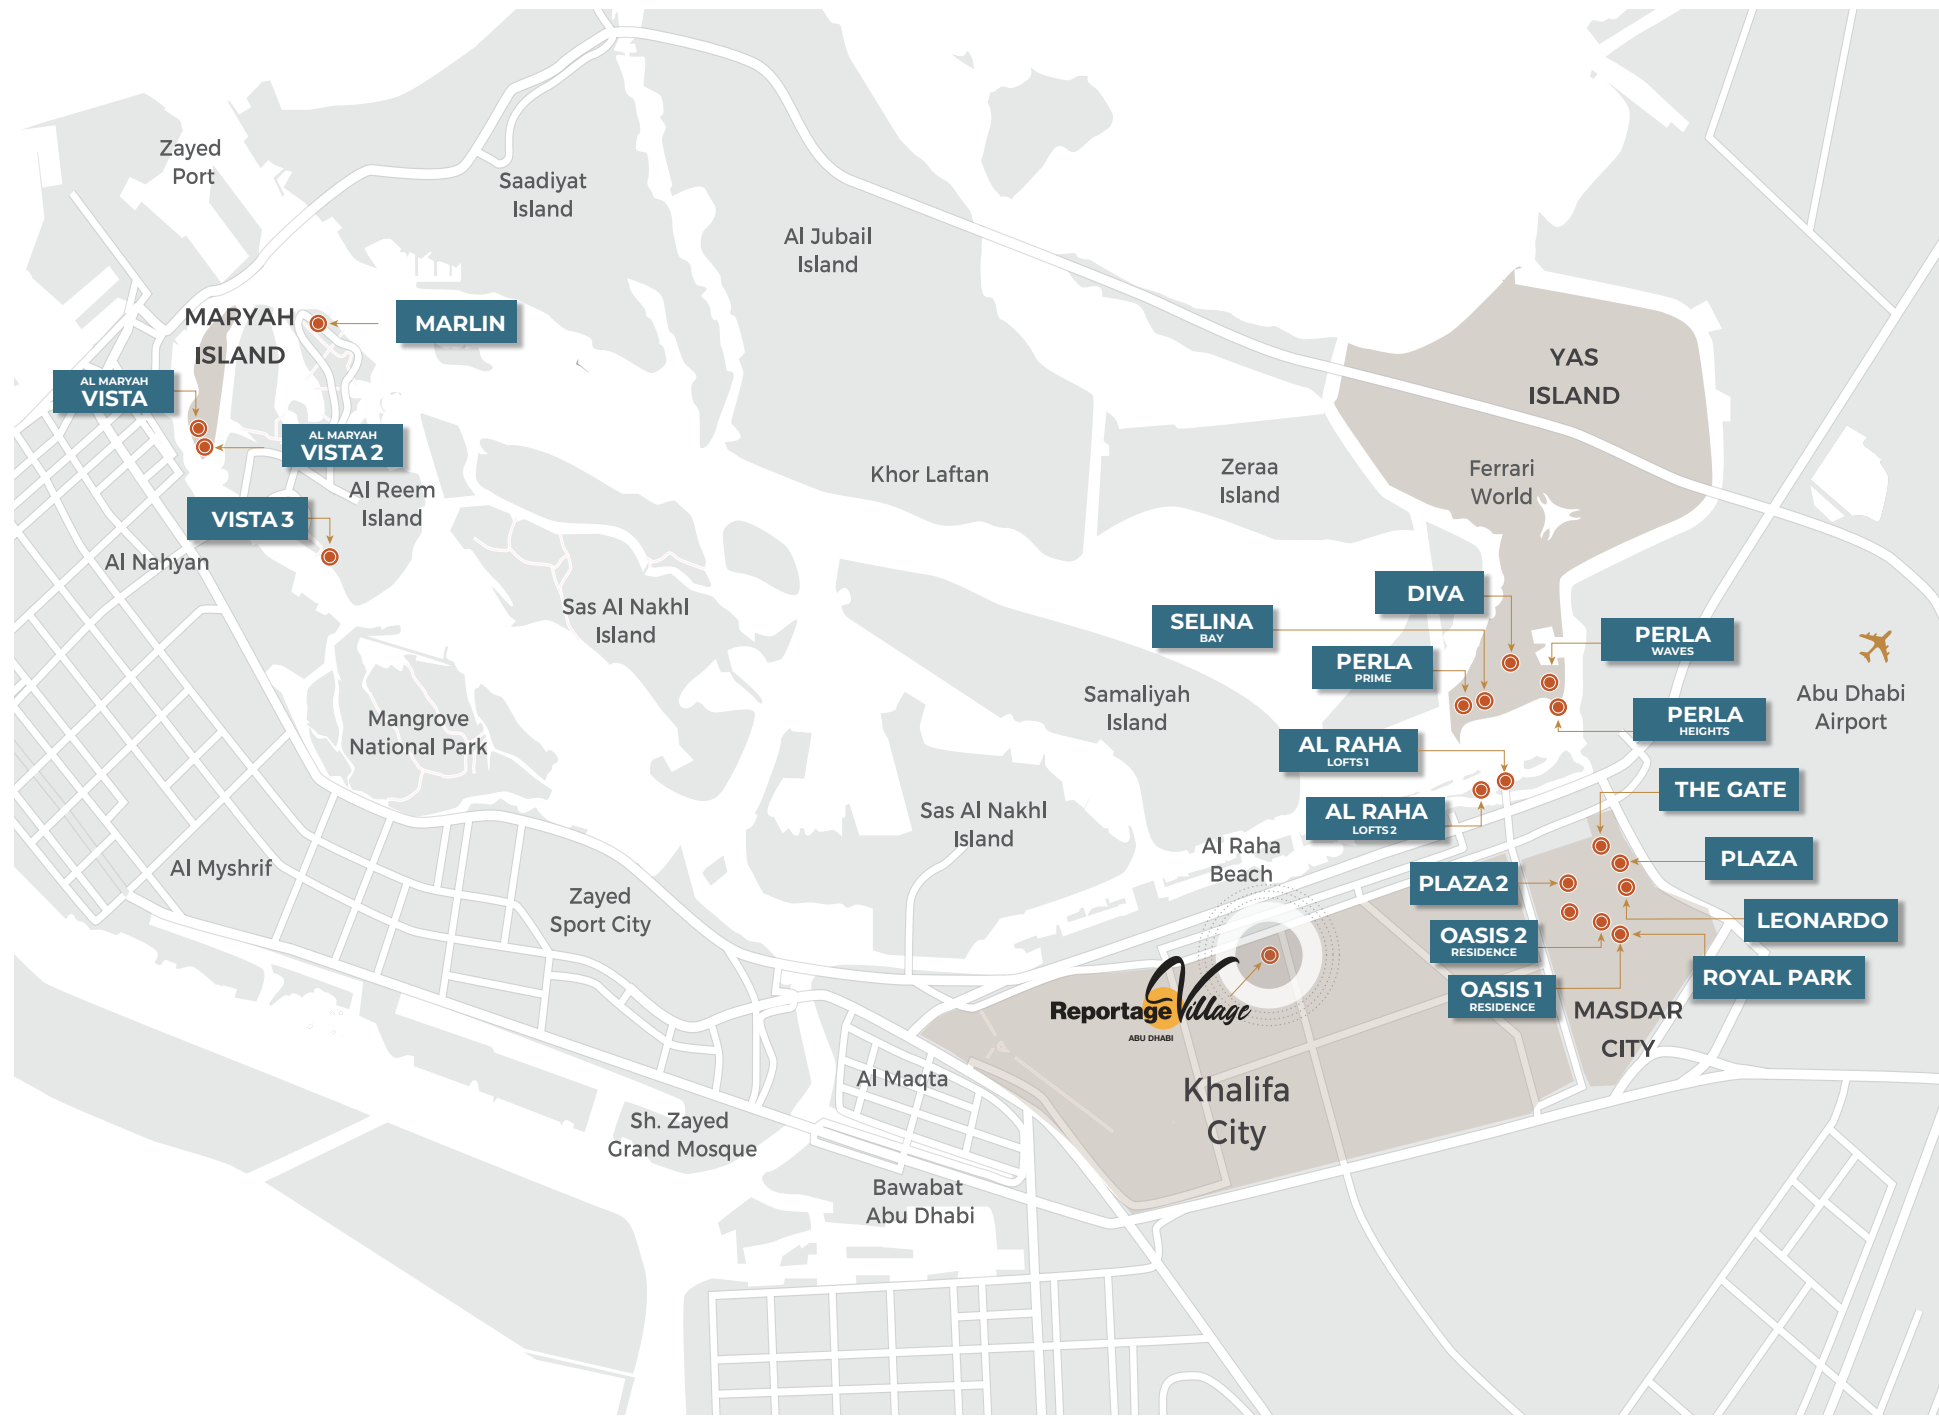 Zayed
Port
Saadiyat
Island
Al Jubail
Island
MARYAH
ISLAND
MARLIN
YAS
ISLAND
AL MARYAH
VISTA
AL MARYAH
VISTA 2
Khor Laftan
Zeraa
Island
Ferrari
World
Al Reem
Island
VISTA 3
Al Nahyan
Sas Al Nakhl
Island
DIVA
SELINA
BAY
PERLA
WAVES
PERLA
PRIME
Samaliyah
Island
Abu Dhabi
Airport
Mangrove
National Park
PERLA
HEIGHTS
AL RAHA
LOFTS 1
THE GATE
AL RAHA
LOFTS 2
Sas Al Nakhl
Island
Al Raha
Beach
PLAZA
Al Myshrif
PLAZA 2
Zayed
Sport City
LEONARDO
OASIS 2
RESIDENCE
ROYAL PARK
OASIS 1
RESIDENCE
Reportage Village
ABU DHABI
MASDAR
CITY
Al Maqta
Khalifa
City
Sh. Zayed
Grand Mosque
Bawabat
Abu Dhabi